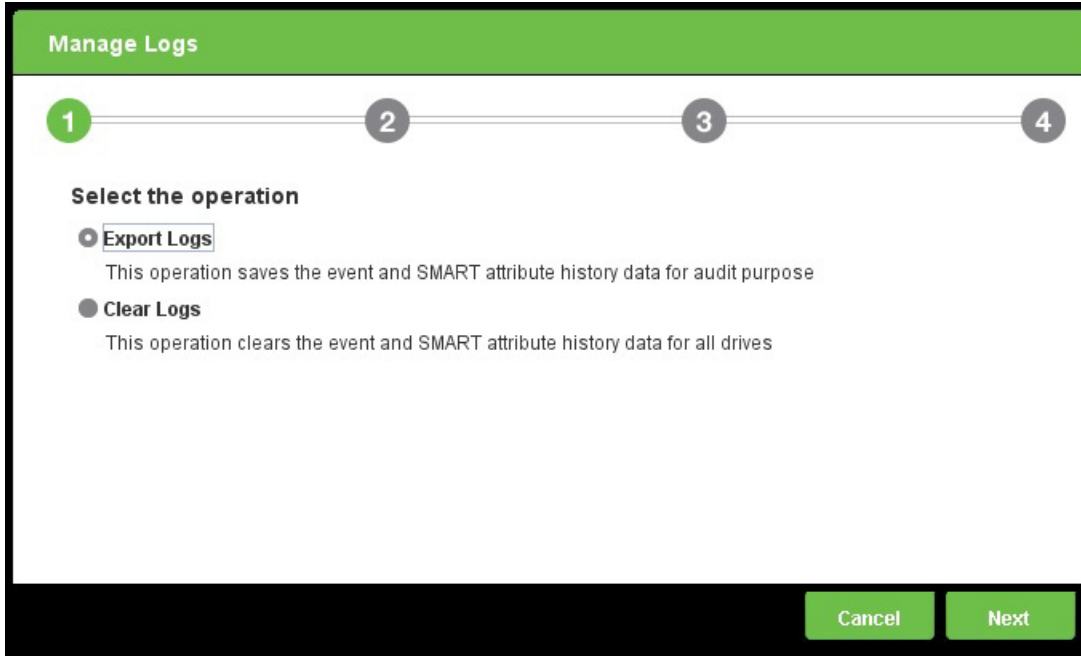 Manage Logs
1 2 3 4
Select the operation
Export Logs
This operation saves the event and SMART attribute history data for audit purpose
Clear Logs
This operation clears the event and SMART attribute history data for all drives
Cancel Next